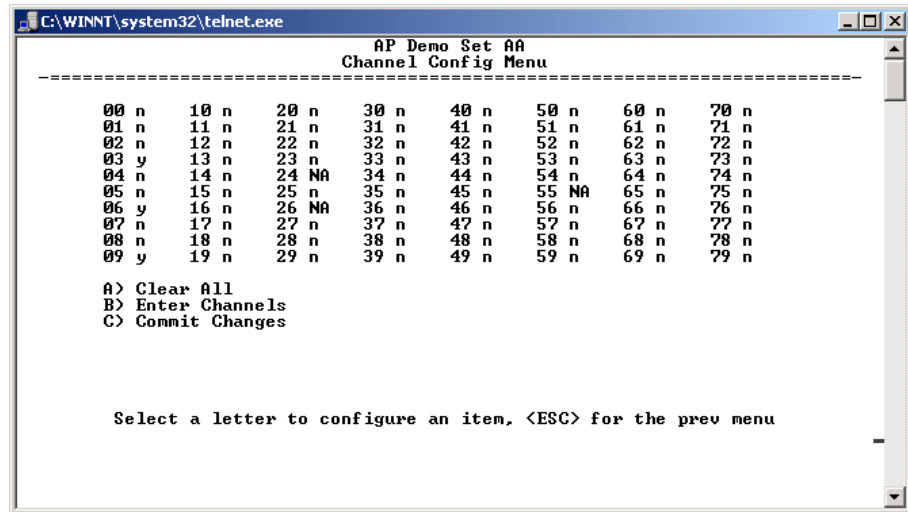 C:\WINNT\system32\telnet.exe
AP Demo Set AA
Channel Config Menu
00 n 10 n 20 n 30 n 40 n 50 n 60 n 70 n
01 n 11 n 21 n 31 n 41 n 51 n 61 n 71 n
02 n 12 n 22 n 32 n 42 n 52 n 62 n 72 n
03 y 13 n 23 n 33 n 43 n 53 n 63 n 73 n
04 n 14 n 24 NA 34 n 44 n 54 n 64 n 74 n
05 n 15 n 25 n 35 n 45 n 55 NA 65 n 75 n
06 y 16 n 26 NA 36 n 46 n 56 n 66 n 76 n
07 n 17 n 27 n 37 n 47 n 57 n 67 n 77 n
08 n 18 n 28 n 38 n 48 n 58 n 68 n 78 n
09 y 19 n 29 n 39 n 49 n 59 n 69 n 79 n
A) Clear All
B) Enter Channels
C) Commit Changes
Select a letter to configure an item, <ESC> for the prev menu